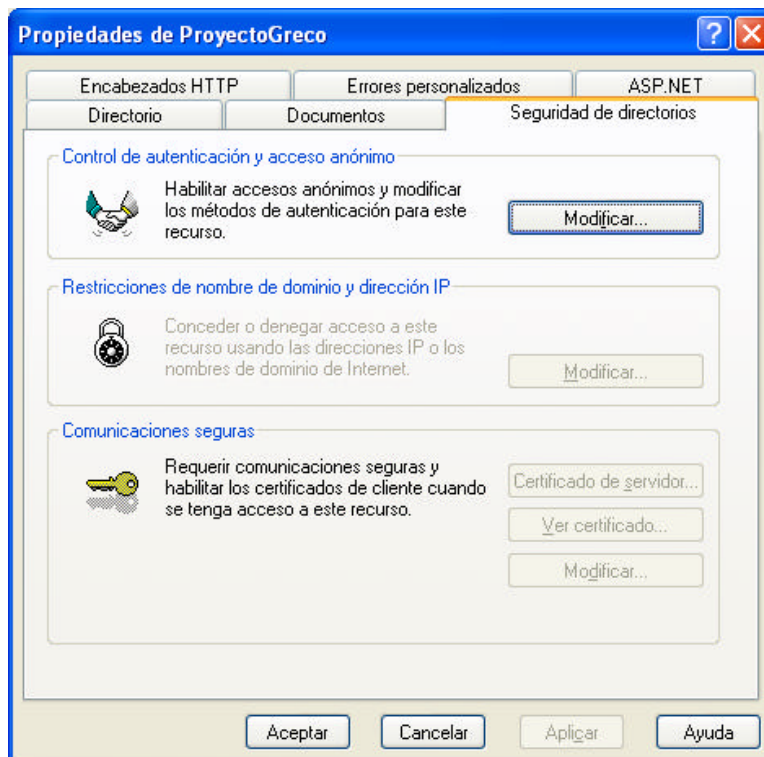 Propiedades de ProyectoGreco
Encabezados HTTP
Errores personalizados
ASP.NET
Directorio
Documentos
Seguridad de directorios
Control de autenticación y acceso anónimo
Habilitar accesos anónimos y modificar
los métodos de autenticación para este
recurso.
Modificar...
Restricciones de nombre de dominio y dirección IP
Conceder o denegar acceso a este
recurso usando las direcciones IP o los
nombres de dominio de Internet.
Modificar...
Comunicaciones seguras
Requerir comunicaciones seguras y
habilitar los certificados de cliente cuando
se tenga acceso a este recurso.
Certificado de servidor...
Ver certificado...
Modificar...
Aceptar
Cancelar
Aplicar
Ayuda